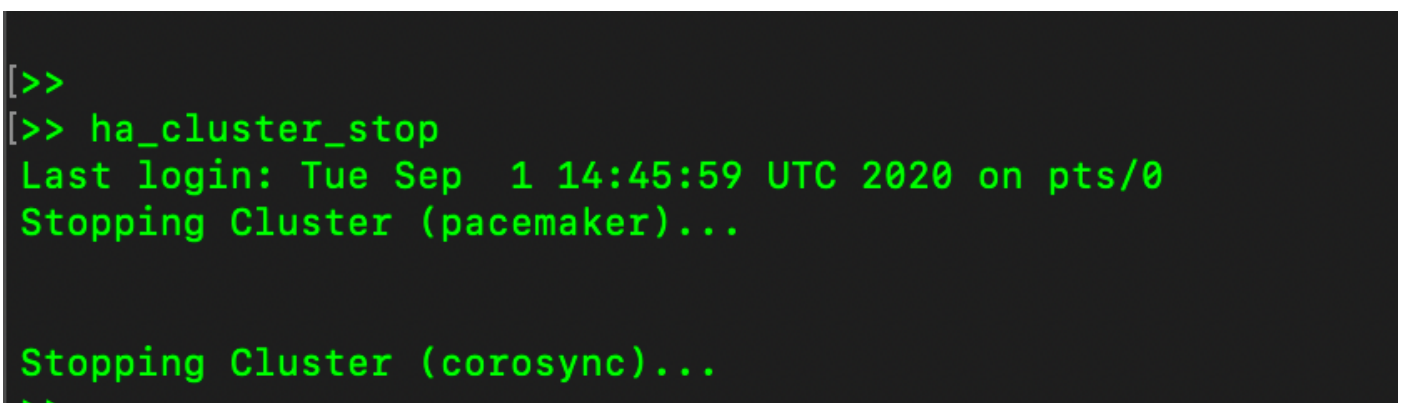 [>>
[>> ha_cluster_stop
Last login: Tue Sep  1 14:45:59 UTC 2020 on pts/0
Stopping Cluster (pacemaker)...
Stopping Cluster (corosync)...
>>